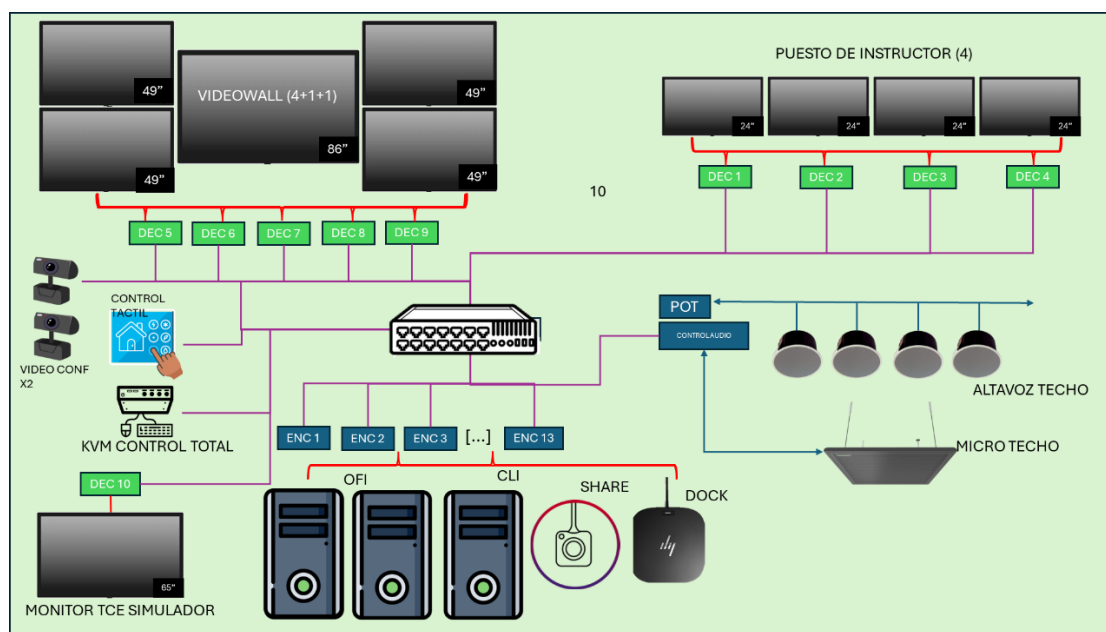 PUESTO DE INSTRUCTOR (4)
49”
49”
VIDEOWALL (4+1+1)
86”
49”
49”
24”
24”
24”
24”
DEC 1
DEC 2
DEC 3
DEC 4
10
DEC 5
DEC 6
DEC 7
DEC 8
DEC 9
CONTROL
TACTIL
VIDEO CONF
X2
POT
CONTROLAUDIO
ALTAVOZ TECHO
MICRO TECHO
KVM CONTROL TOTAL
ENC 1
ENC 2
ENC 3
[...]
ENC 13
DEC 10
OFI
CLI
SHARE
DOCK
hp
65”
MONITOR TCE SIMULADOR